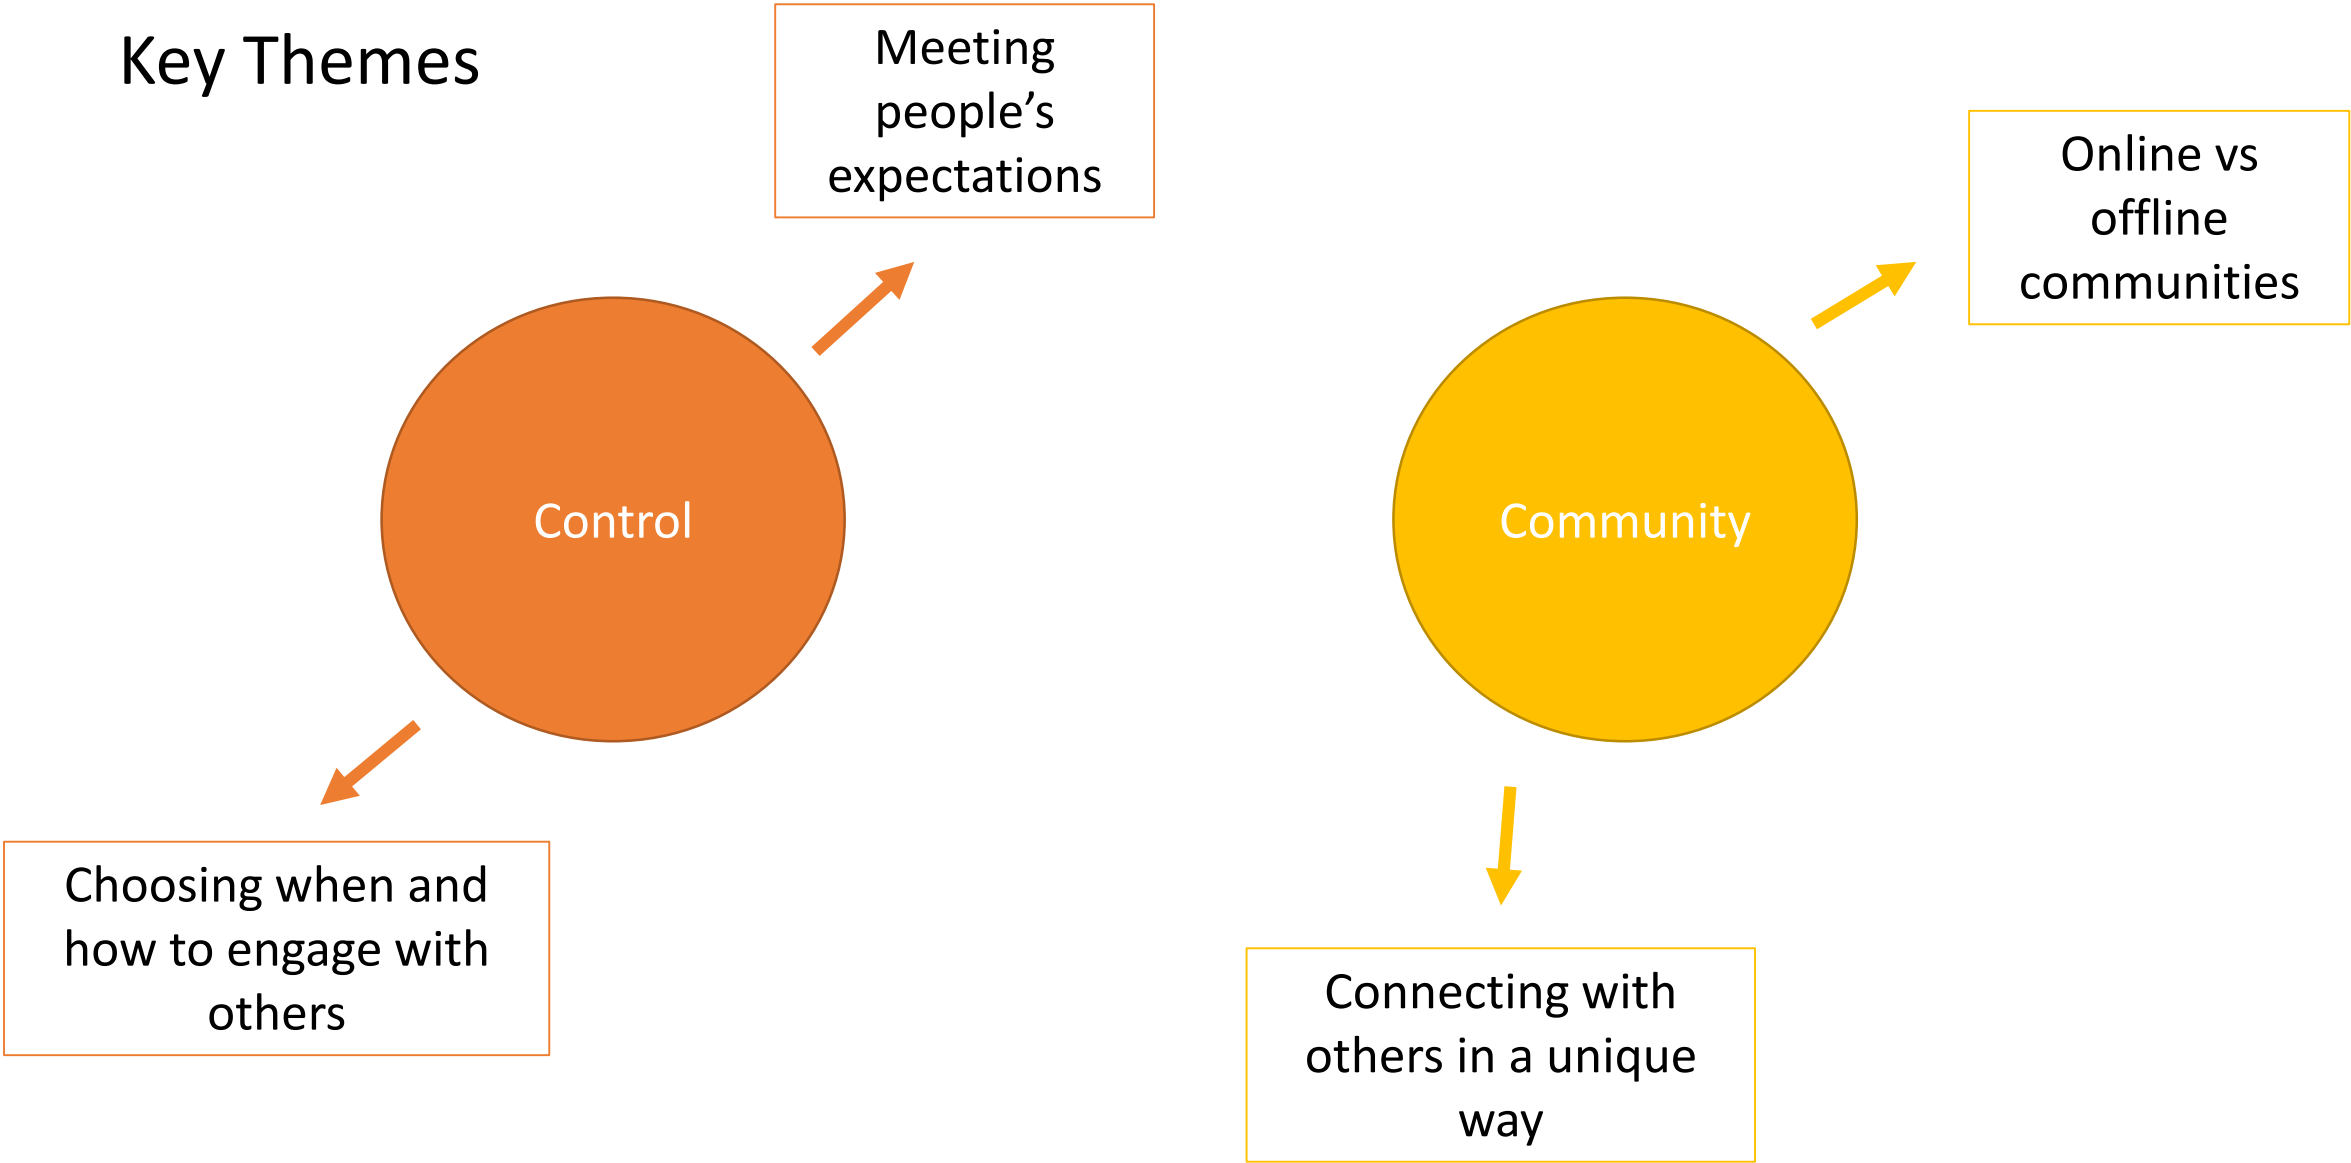 Key Themes
Meeting
people’s
expectations
Control
Choosing when and
how to engage with
others
Online vs
offline
communities
Community
Connecting with
others in a unique
way